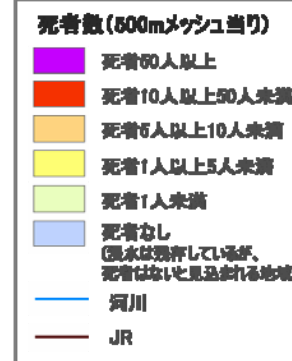 死者数(500mメッシュ当り)
死者50人以上
死者10人以上50人未満
死者5人以上10人未満
死者1人以上5人未満
死者1人未満
死者なし
(浸水は残存しているが、
死者はないと見込まれる地域
河川
JR